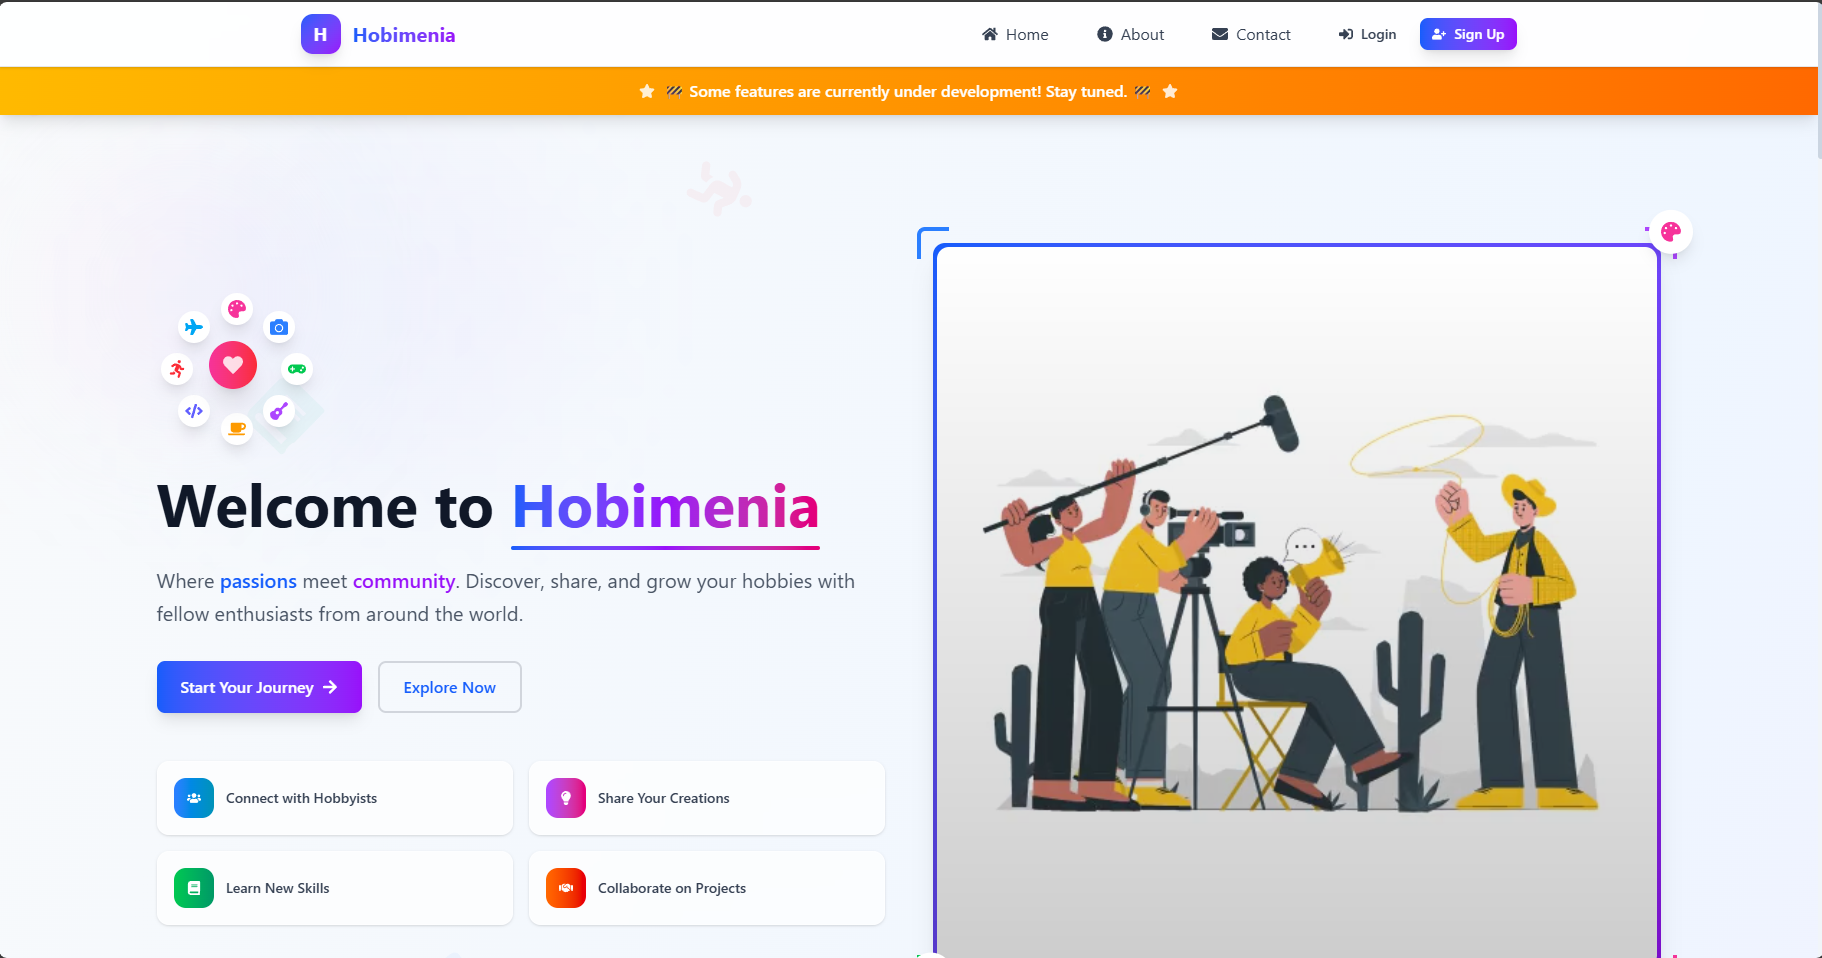 H Hobimenia
Home
About
Contact
Login
Sign Up
Some features are currently under development! Stay tuned.
Welcome to Hobimenia
Where passions meet community. Discover, share, and grow your hobbies with
fellow enthusiasts from around the world.
Start Your Journey
Explore Now
Connect with Hobbyists
Share Your Creations
Learn New Skills
Collaborate on Projects